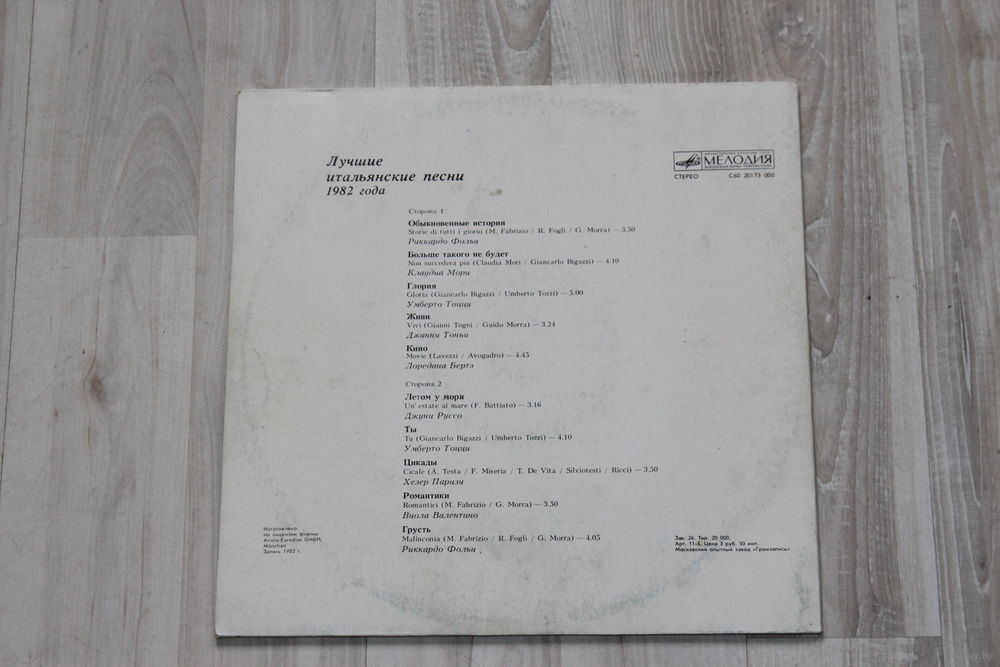 Лучшие
итальянские песни
1982 года
МЕЛОДИЯ
СТЕРЕО С60 20173 000
Сторона 1
Обыкновенные истории
Storie di tutti i giorni (M. Fabrizio / R. Fogli / G. Morra) — 3.50
Риккардо Фольи
Больше такого не будет
Non succederà più (Claudia Mori / Giancarlo Bigazzi) — 4.10
Клаудиа Мори
Глория
Gloria (Giancarlo Bigazzi / Umberto Tozzi) — 5.00
Умберто Тоцци
Живи
Vivi (Gianni Togni / Guido Morra) — 3.24
Джанни Тоньи
Кино
Movie (Lavezzi / Avogadro) — 4.45
Лоредана Бертэ
Сторона 2
Летом у моря
Un' estate al mare (F. Battiato) — 3.16
Джуни Руссо
Ты
Tu (Giancarlo Bigazzi / Umberto Tozzi) — 4.10
Умберто Тоцци
Цикады
Cicale (A. Testa / F. Miseria / T. De Vita / Silviotesti / Ricci) — 3.50
Хезер Паризи
Романтики
Romantici (M. Fabrizio / G. Morra) — 3.50
Виола Валентино
Грусть
Malinconia (M. Fabrizio / R. Fogli / G. Morra) — 4.05
Риккардо Фольи
Изготовлено
по лицензии фирмы
Ariola-Eurodisc GmbH,
München
Запись 1982 г.
Зак. 26. Тир. 20 000.
Арт. 11-5. Цена 3 руб. 50 коп.
Московский опытный завод «Грамзапись»